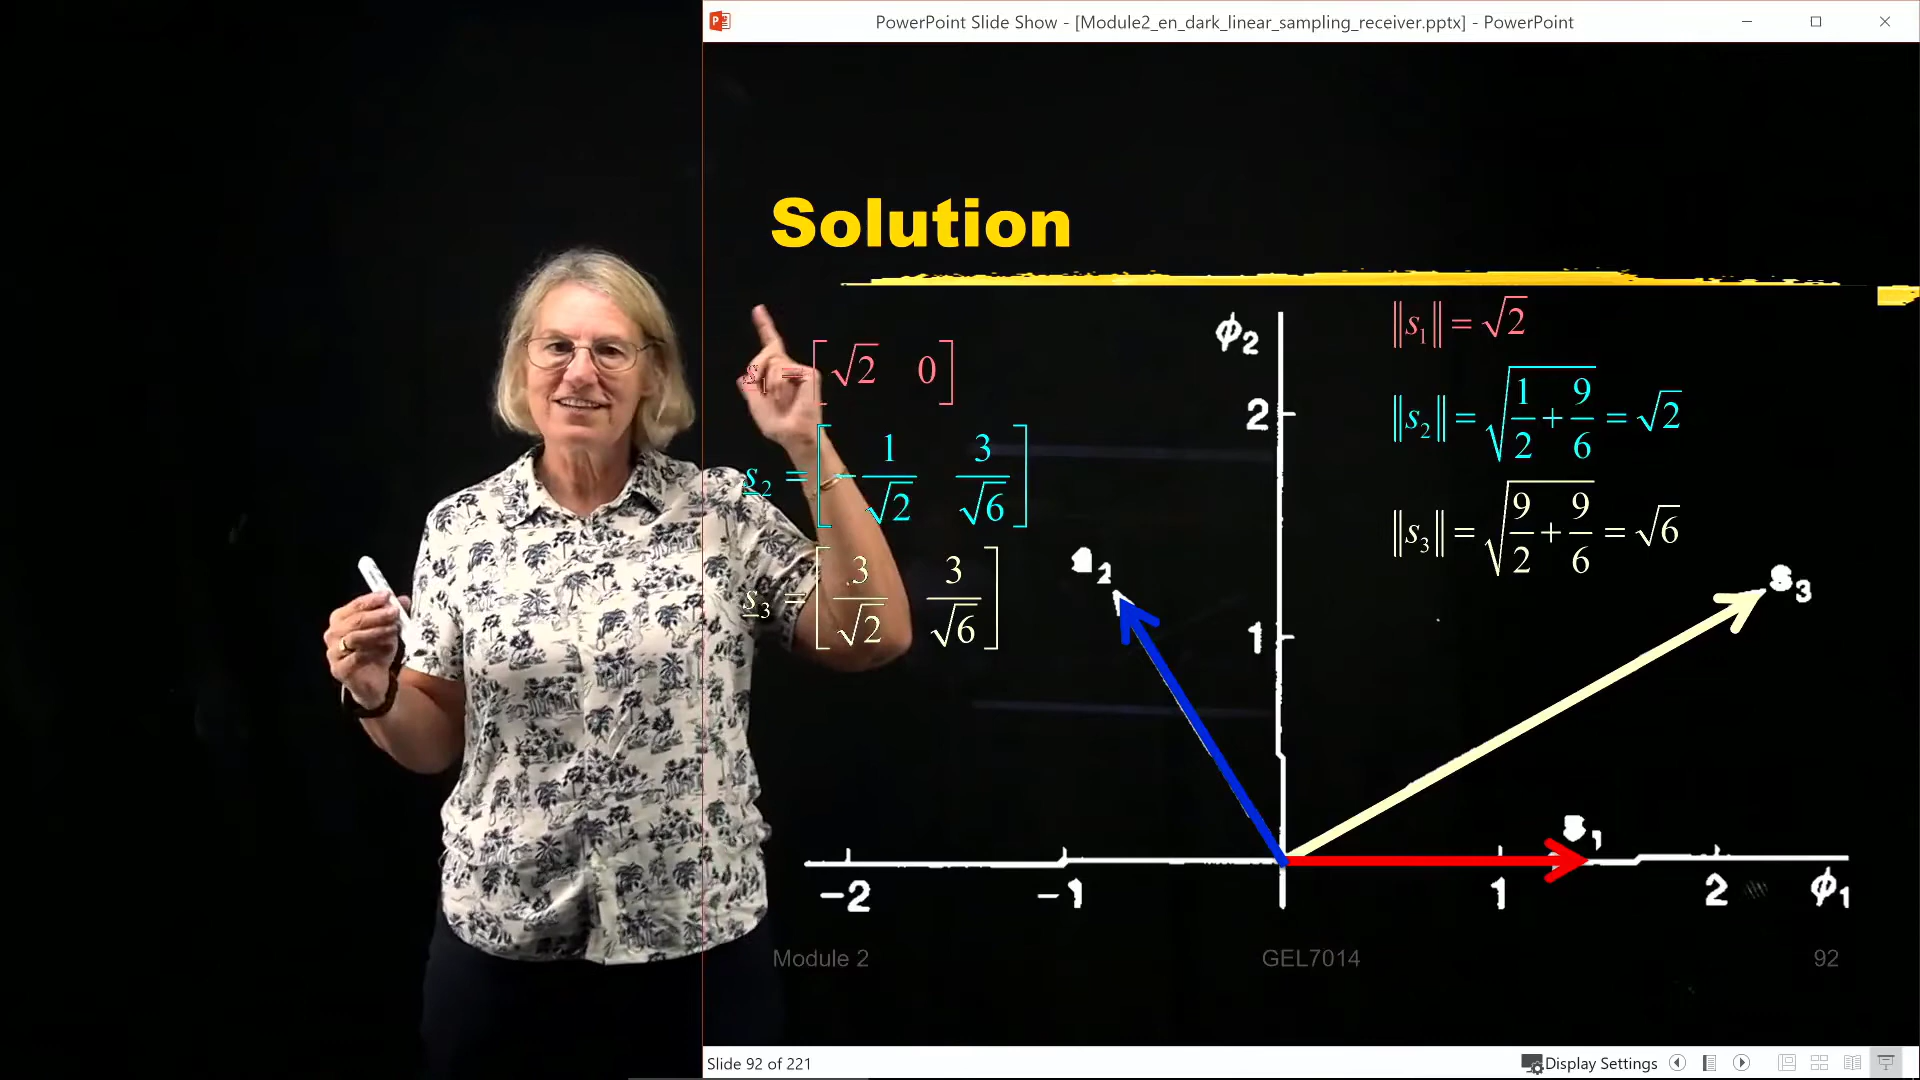 PowerPoint Slide Show - [Module2_en_dark_linear_sampling_receiver.pptx] - PowerPoint
Solution
s₁ = [√2 0]
s₂ = [−1/√2 3/√6]
s₃ = [3/√2 3/√6]
‖s₁‖ = √2
‖s₂‖ = √(1/2 + 9/6) = √2
‖s₃‖ = √(9/2 + 9/6) = √6
ϕ₂
2
s₂
s₃
1
s₁
−2 −1 1 2 ϕ₁
Module 2 GEL7014 92
Slide 92 of 221 Display Settings